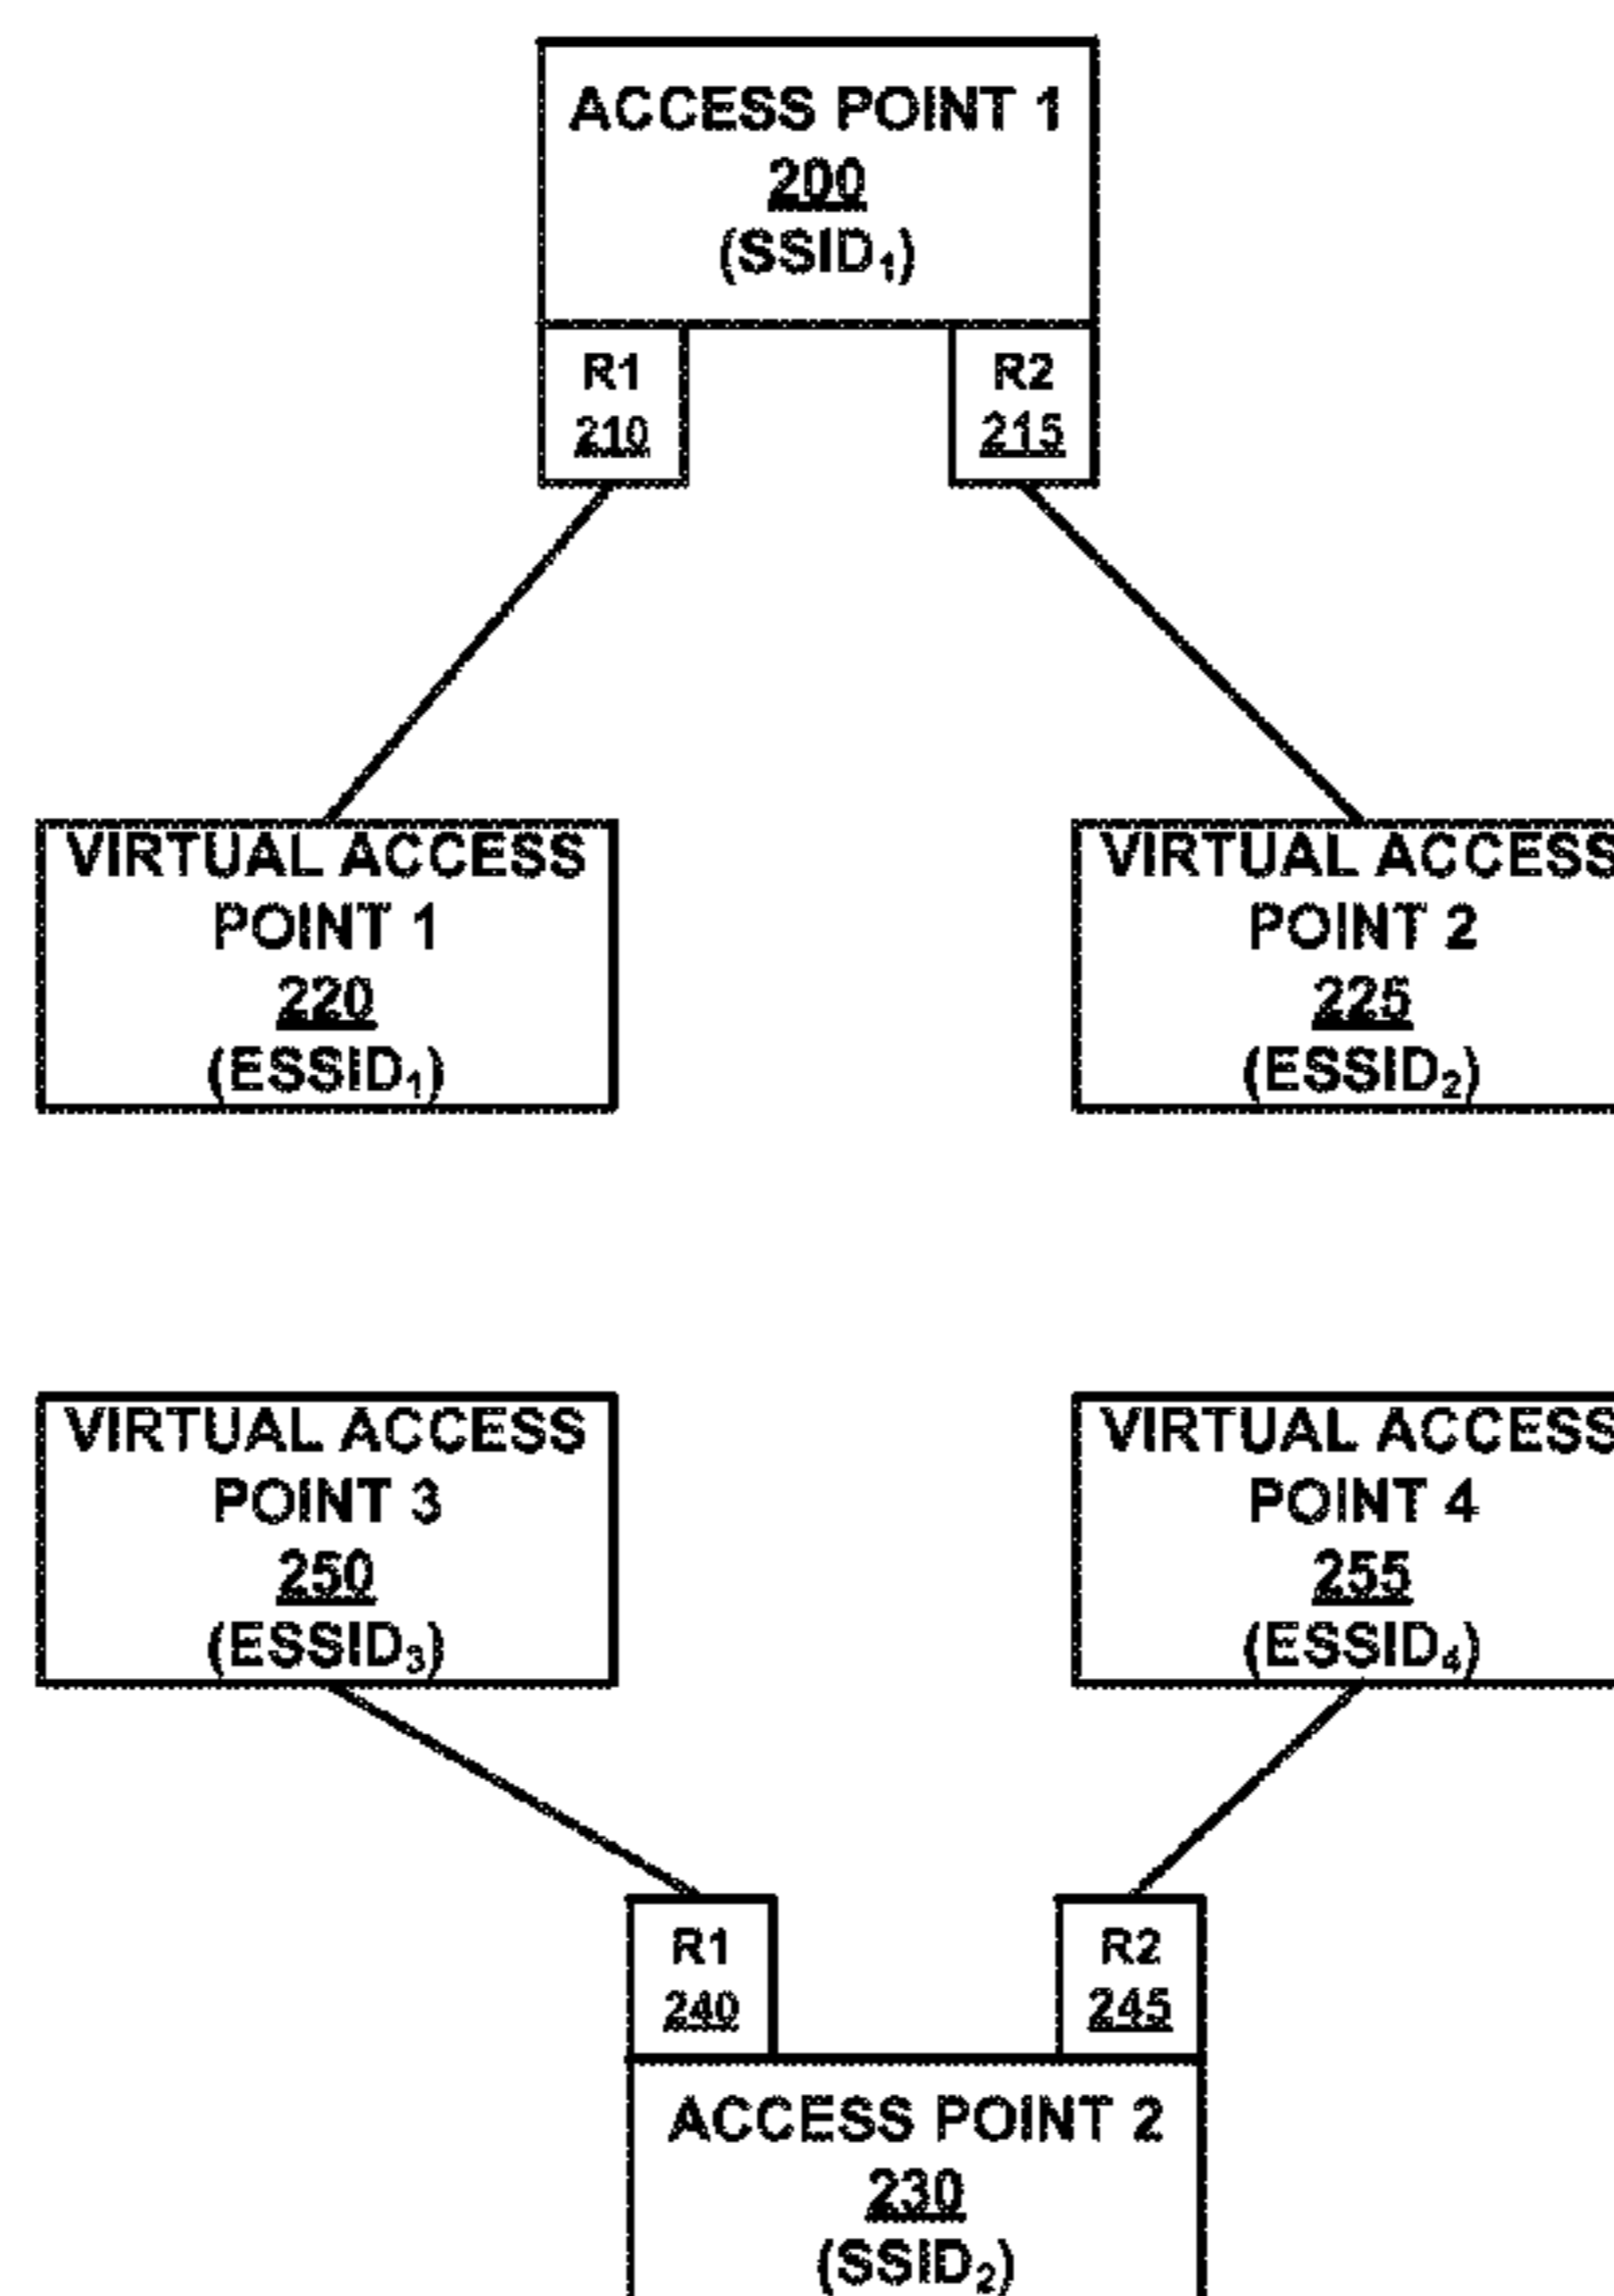 ACCESS POINT 1
200
(SSID₁)
R1
210
R2
215
VIRTUAL ACCESS
POINT 1
220
(ESSID₁)
VIRTUAL ACCESS
POINT 2
225
(ESSID₂)
VIRTUAL ACCESS
POINT 3
250
(ESSID₃)
VIRTUAL ACCESS
POINT 4
255
(ESSID₄)
R1
240
R2
245
ACCESS POINT 2
230
(SSID₂)